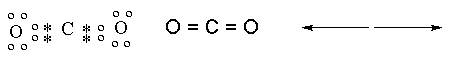 O C O O = C = O